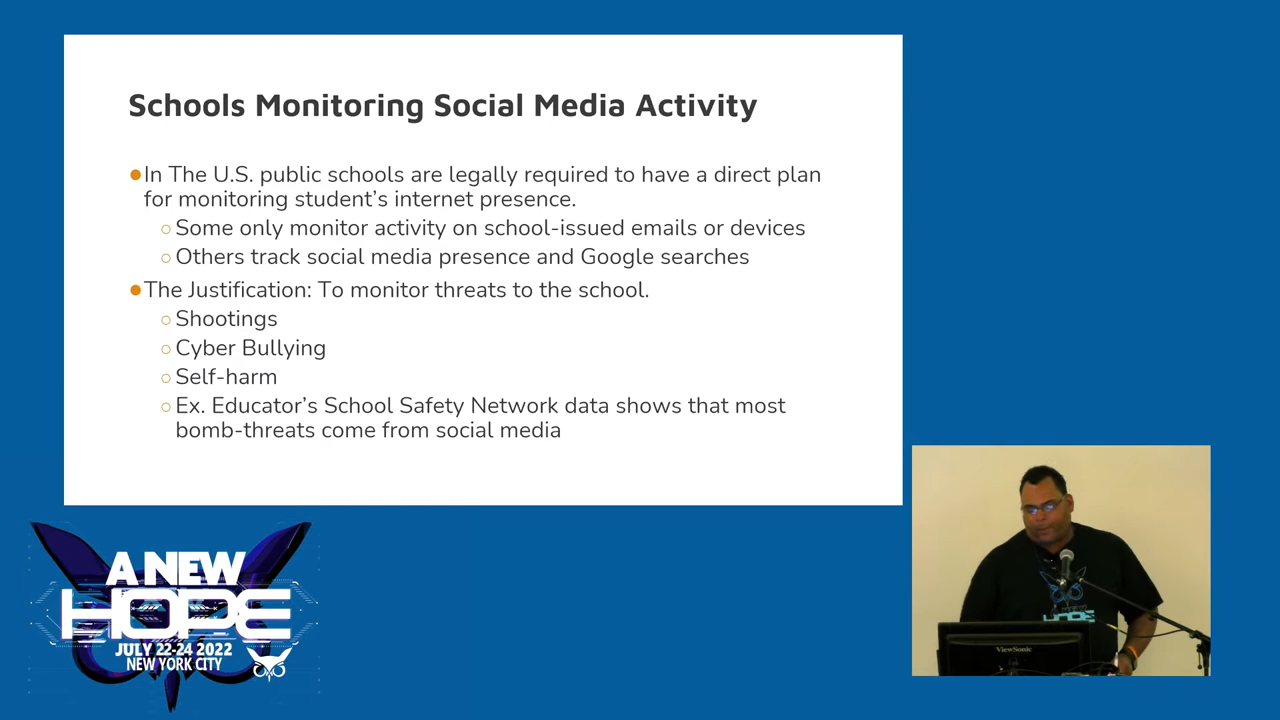 Schools Monitoring Social Media Activity
●In The U.S. public schools are legally required to have a direct plan
for monitoring student's internet presence.
○Some only monitor activity on school-issued emails or devices
○Others track social media presence and Google searches
●The Justification: To monitor threats to the school.
○Shootings
○Cyber Bullying
○Self-harm
○Ex. Educator's School Safety Network data shows that most
bomb-threats come from social media
A NEW
HOPE
JULY 22-24 2022
NEW YORK CITY
HOPE
ViewSonic